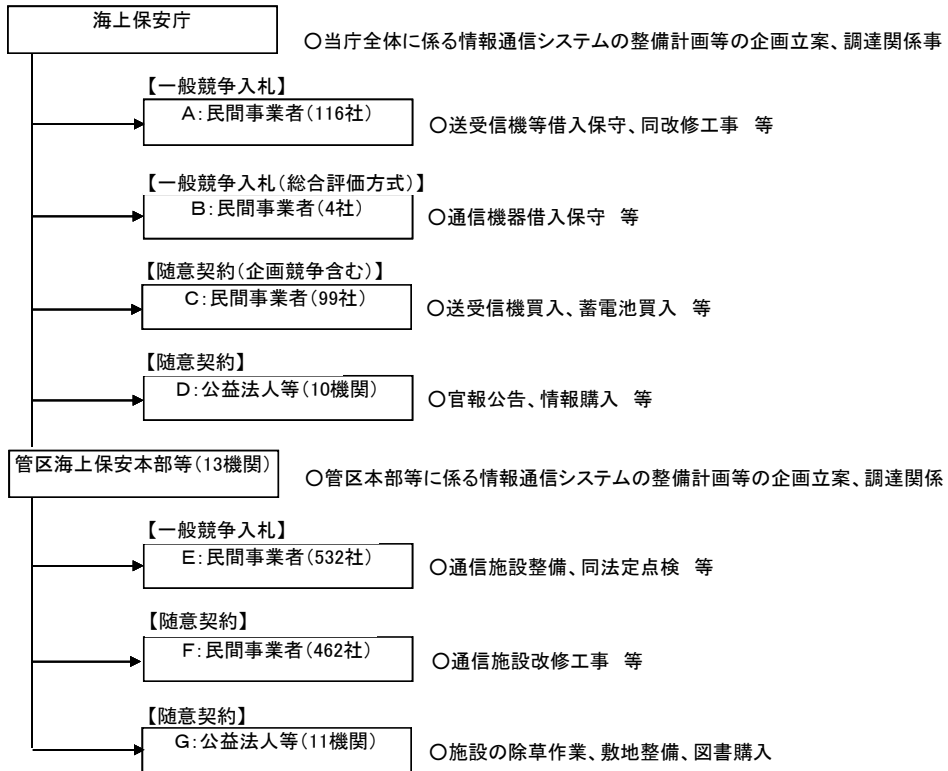 海上保安庁
○当庁全体に係る情報通信システムの整備計画等の企画立案、調達関係事
【一般競争入札】
A:民間事業者(116社)
○送受信機等借入保守、同改修工事 等
【一般競争入札(総合評価方式)】
B:民間事業者(4社)
○通信機器借入保守 等
【随意契約(企画競争含む)】
C:民間事業者(99社)
○送受信機買入、蓄電池買入 等
【随意契約】
D:公益法人等(10機関)
○官報公告、情報購入 等
管区海上保安本部等(13機関)
○管区本部等に係る情報通信システムの整備計画等の企画立案、調達関係
【一般競争入札】
E:民間事業者(532社)
○通信施設整備、同法定点検 等
【随意契約】
F:民間事業者(462社)
○通信施設改修工事 等
【随意契約】
G:公益法人等(11機関)
○施設の除草作業、敷地整備、図書購入